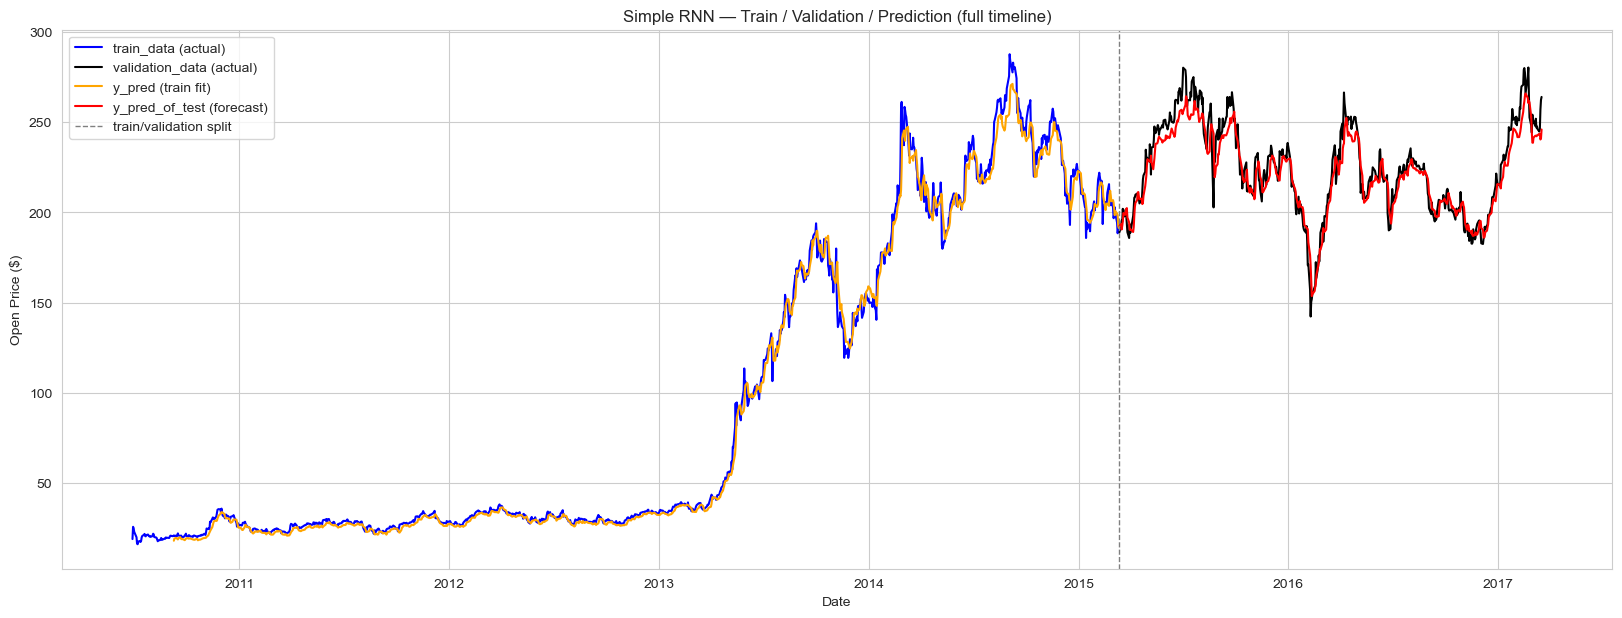 Simple RNN — Train / Validation / Prediction (full timeline)
train_data (actual)
validation_data (actual)
y_pred (train fit)
y_pred_of_test (forecast)
train/validation split
Open Price ($)
300
250
200
150
100
50
2011
2012
2013
2014
2015
2016
2017
Date